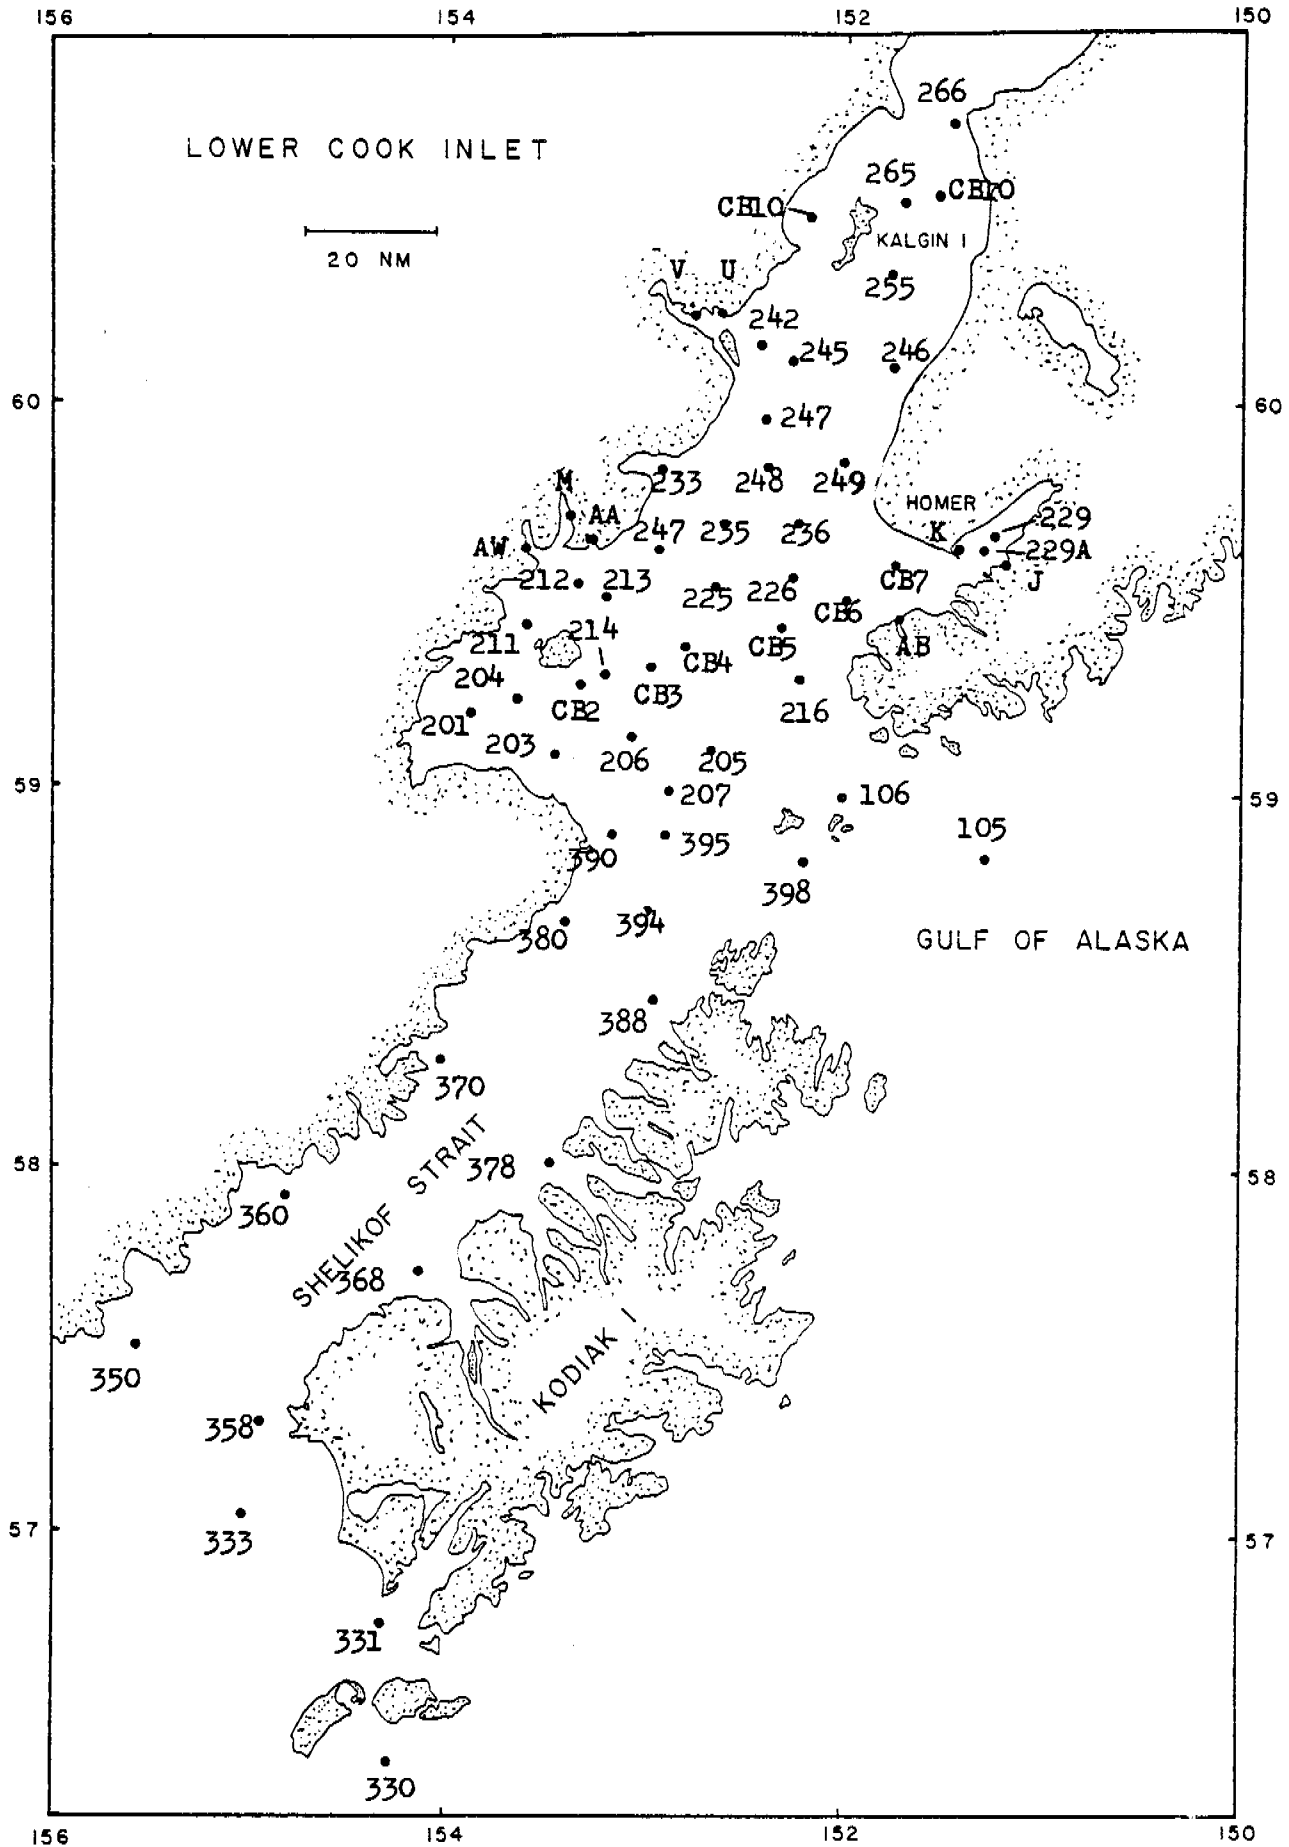 156 154 152 150
266
LOWER COOK INLET
265
CB10 CB10
KALGIN I
20 NM
V U
255
242
245 246
60 60
247
M 233 248 249
HOMER
AA 229
247 235 236 K
AW 229A
212 213 225 226 CB7 J
CB6
211 214 CB5 AB
CB4
204 CB3
CB2 216
201
203 206 205
59 59
207 106
105
390 395
398
380 394
GULF OF ALASKA
388
370
58 58
378
SHELIKOF STRAIT
360
368
350
KODIAK I
358
57 57
333
331
330
156 154 152 150